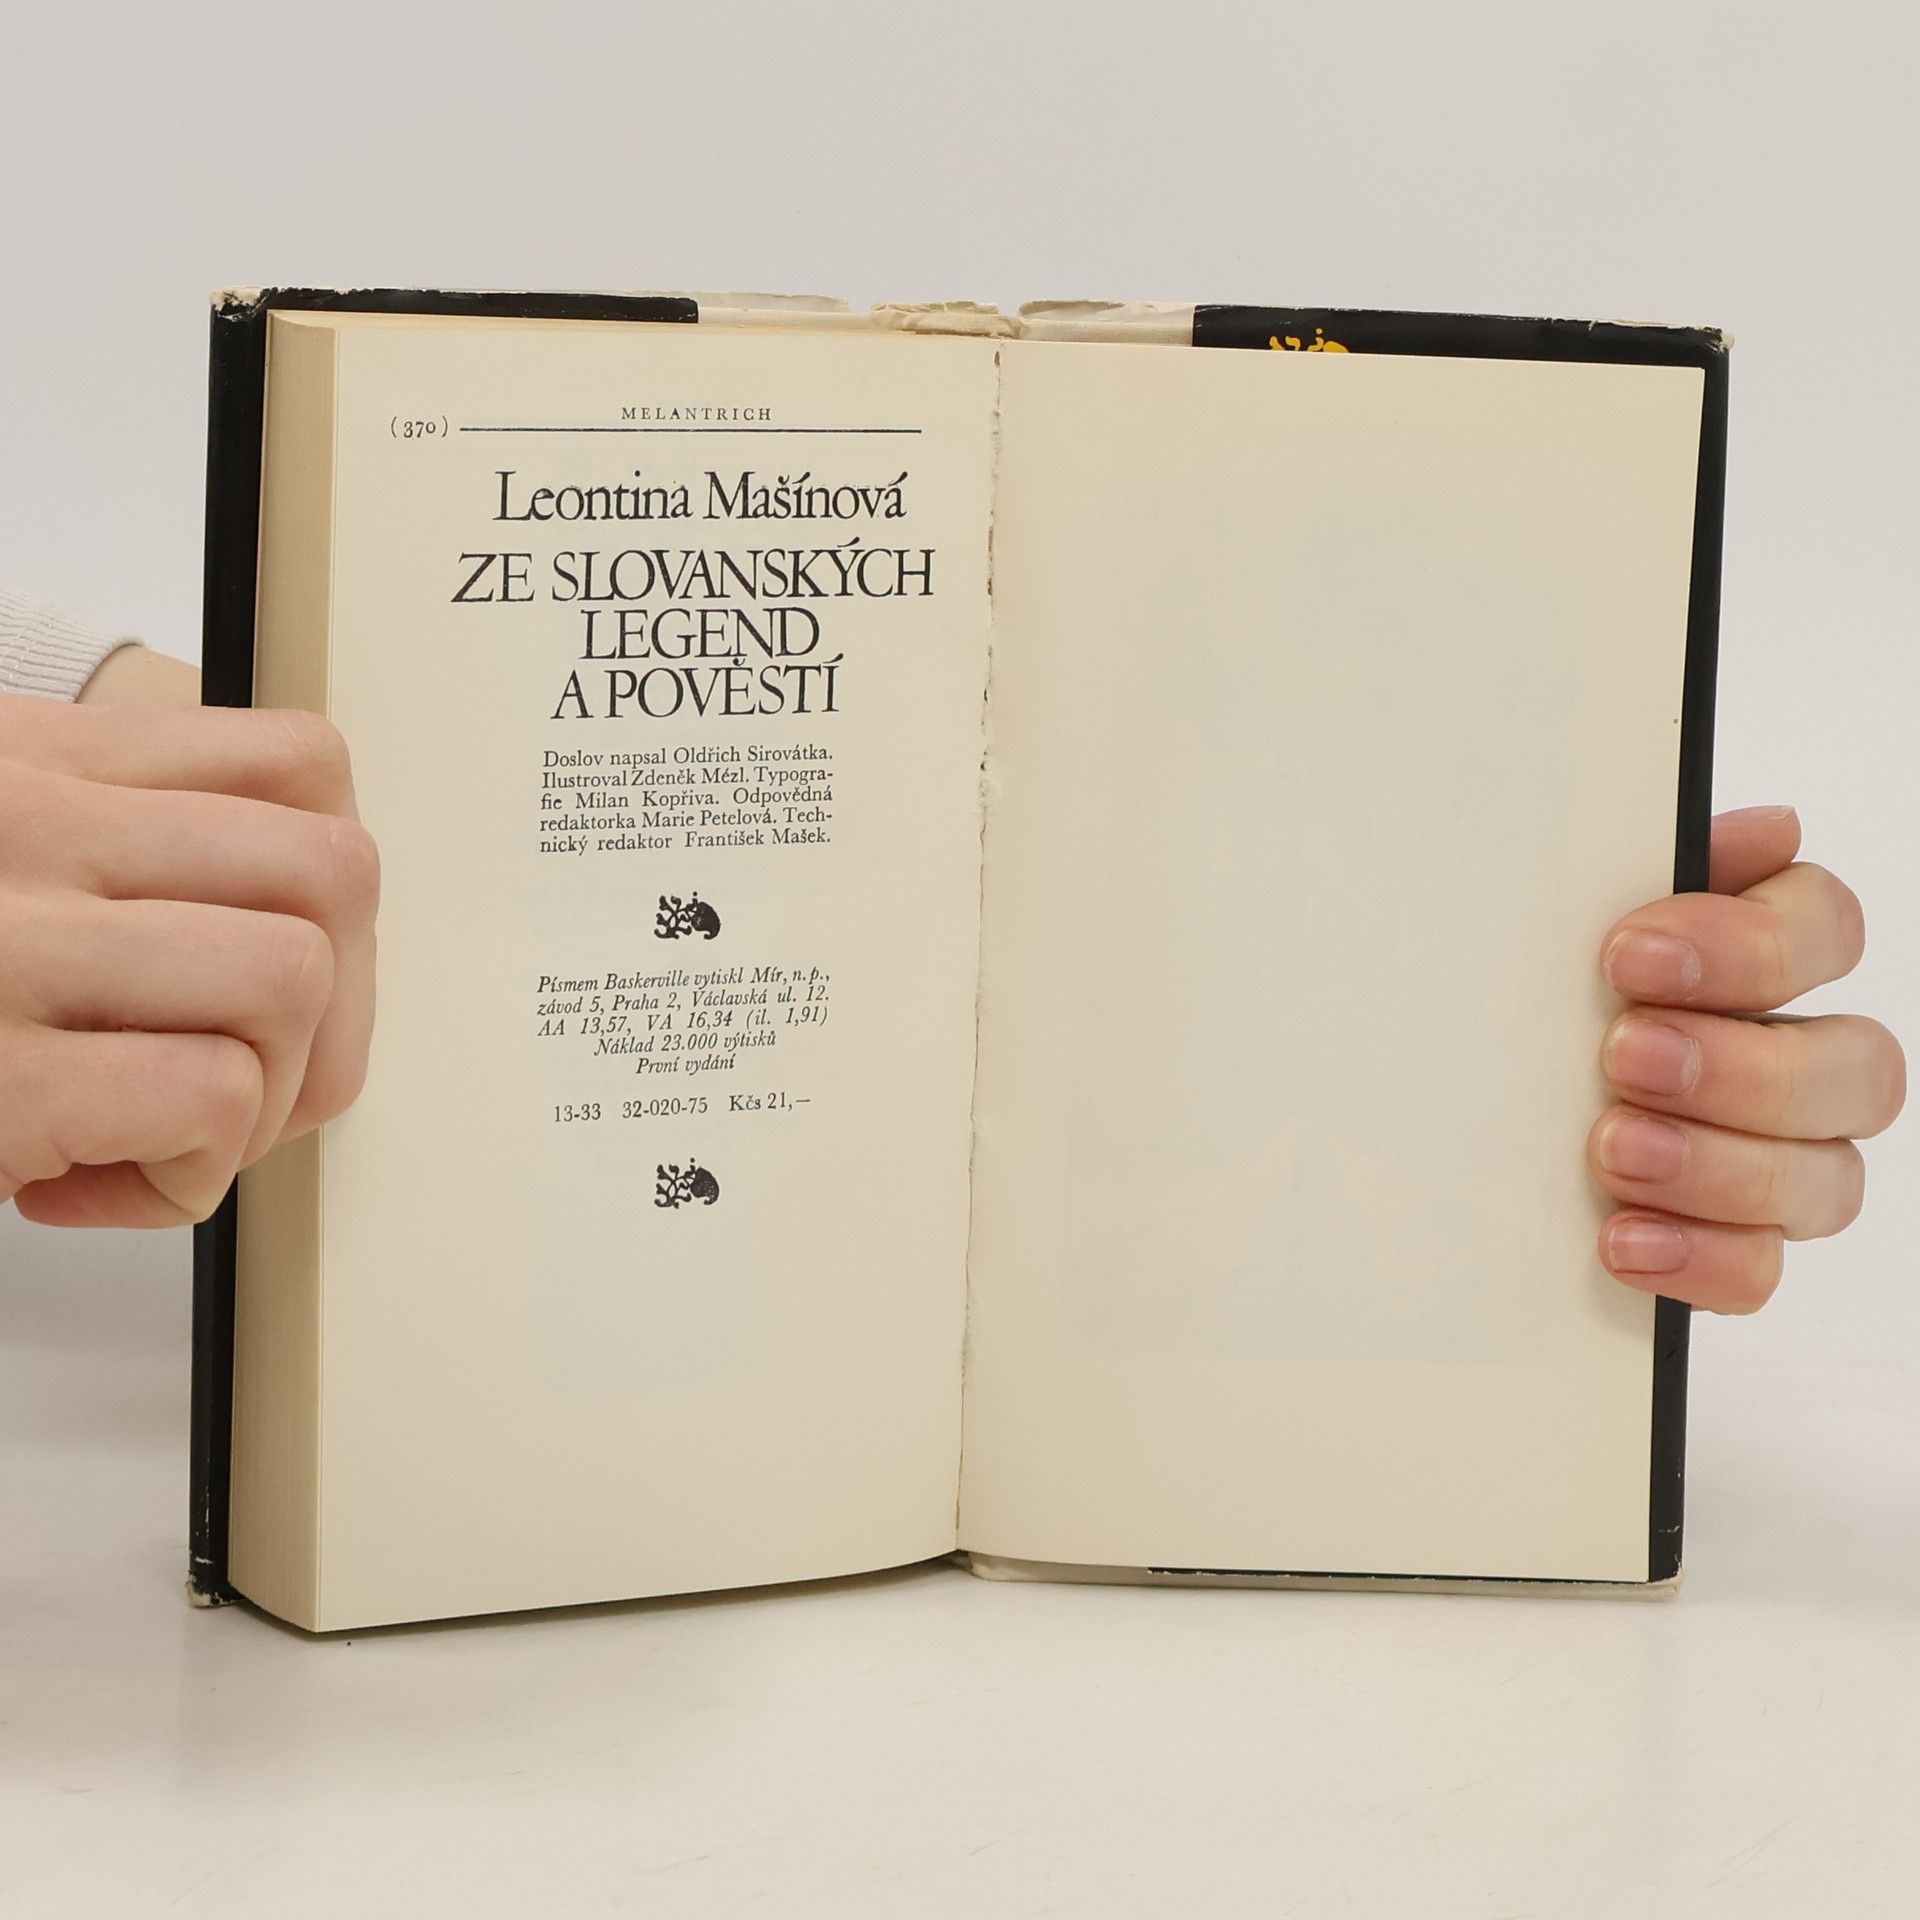 MELANTRICH
(370)
Leontina Mašínová
ZE SLOVANSKÝCH
LEGEND
A POVĚSTÍ
Doslov napsal Oldřich Sirovátka.
Ilustroval Zdeněk Mézl. Typogra-
fie Milan Kopřiva. Odpovědná
redaktorka Marie Petelová. Tech-
nický redaktor František Mašek.
Písmem Baskerville vytiskl Mír, n. p.,
závod 5, Praha 2, Václavská ul. 12.
AA 13,57, VA 16,34 (il. 1,91)
Náklad 23.000 výtisků
První vydání
13-33 32-020-75 Kčs 21,—